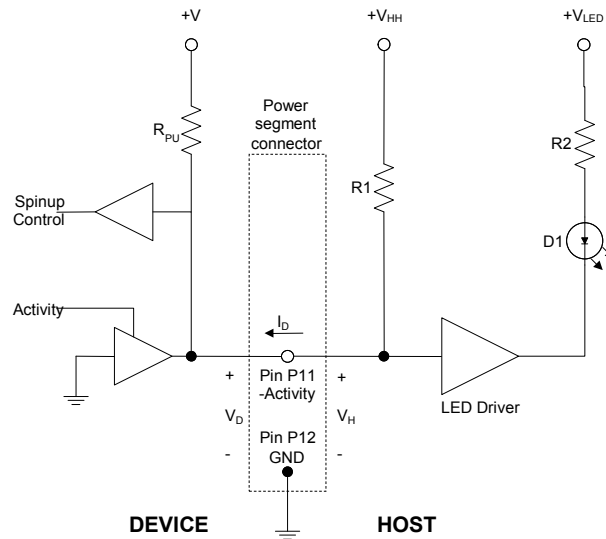 +V
+VHH
+VLED
Power
segment
connector
RPU
R2
R1
Spinup
Control
D1
Activity
ID
+
Pin P11
-Activity
+
LED Driver
VD
VH
Pin P12
GND
-
-
DEVICE
HOST